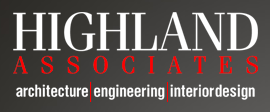 HIGHLAND
ASSOCIATES
architecture|engineering interiordesign